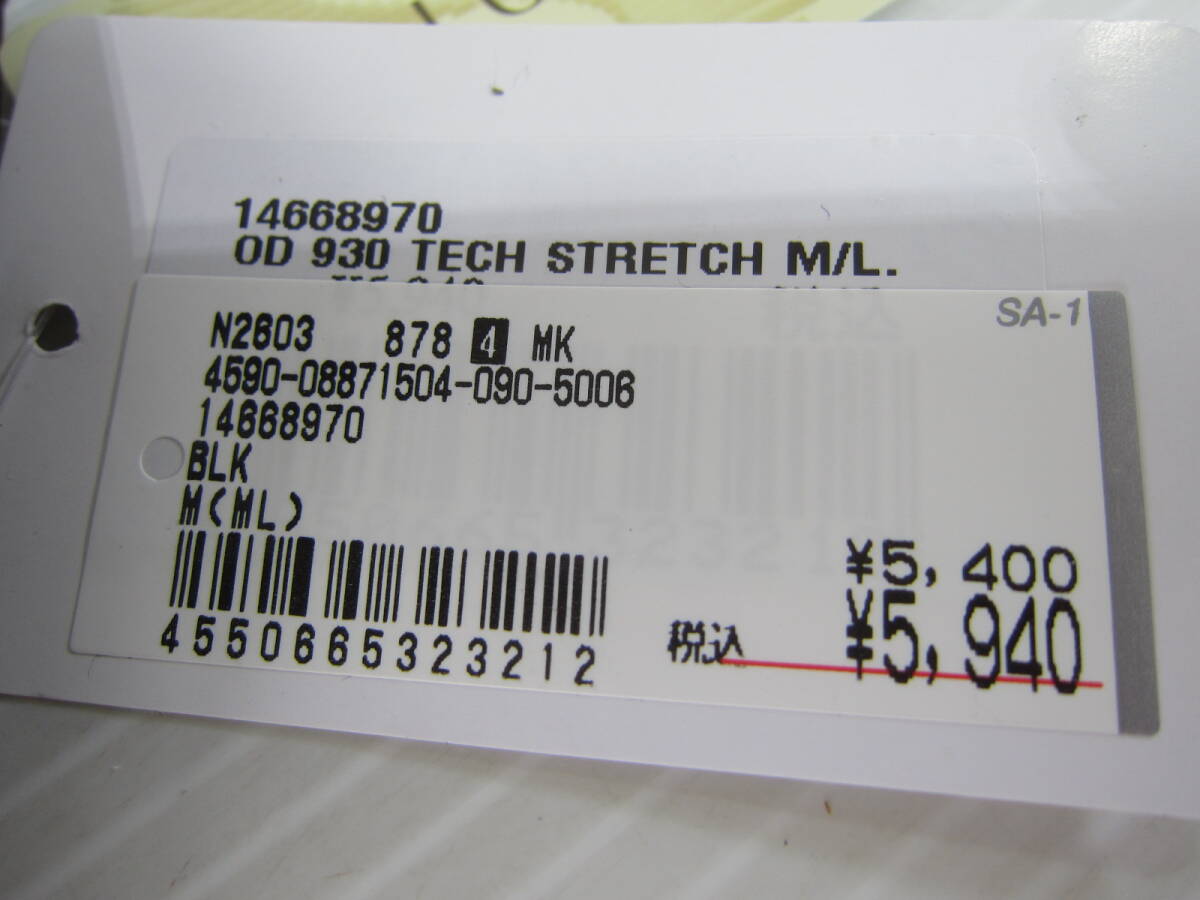 14668970
OD 930 TECH STRETCH M/L.
SA-1
N2603 878 4 MK
4590-08871504-090-5006
14668970
BLK
M(ML)
¥5,400
4550665323212
税込 ¥5,940